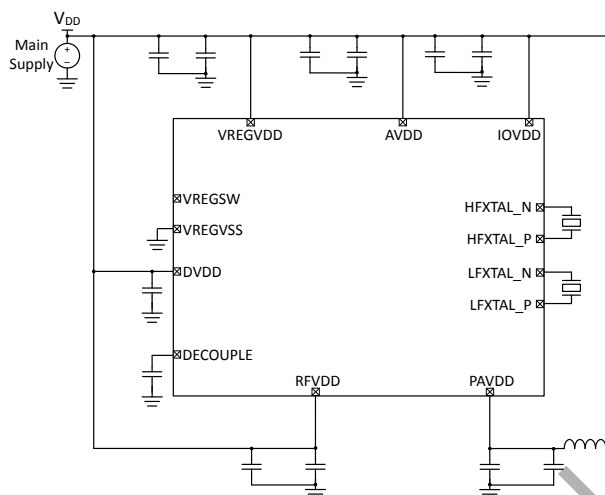 VDD
Main
Supply
+
−
VREGVDD
AVDD
IOVDD
VREGSW
HFXTAL_N
VREGVSS
HFXTAL_P
DVDD
LFXTAL_N
LFXTAL_P
DECOUPLE
RFVDD
PAVDD